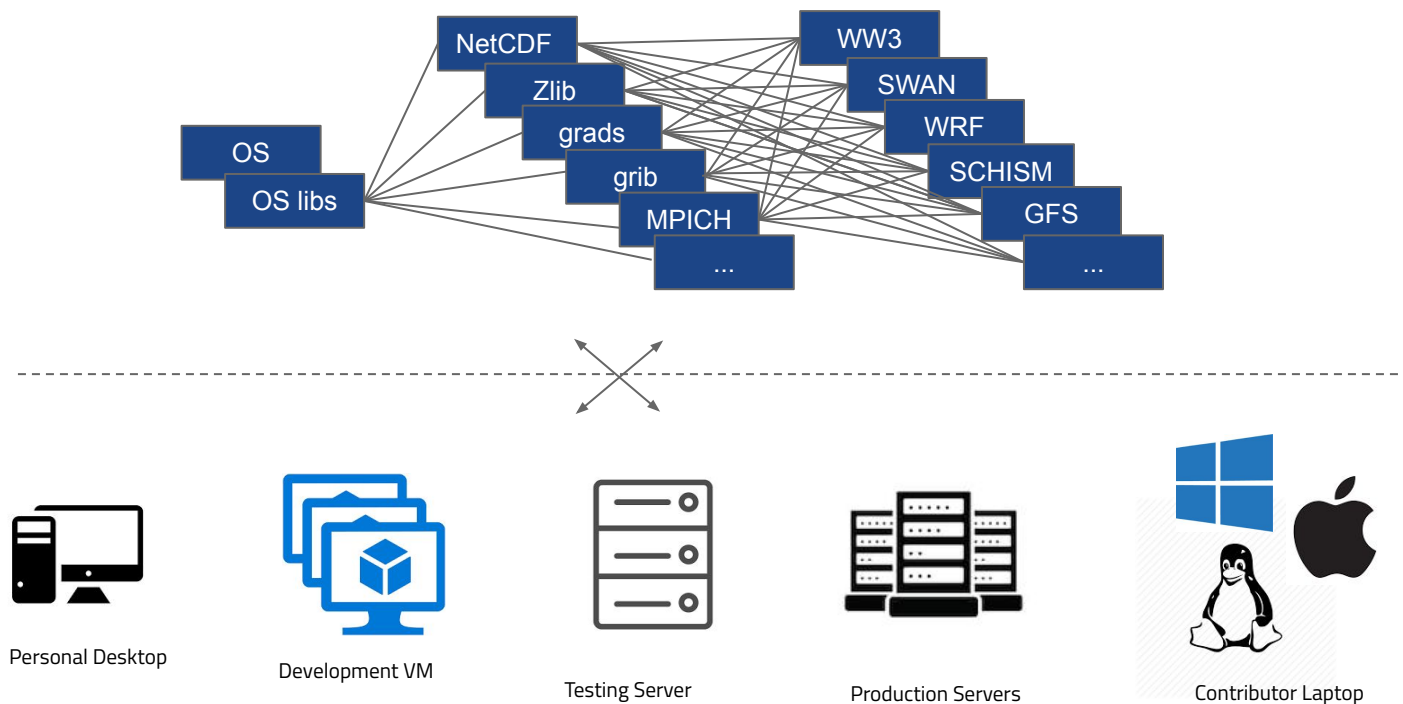 NetCDF
Zlib
grads
grib
MPICH
...
WW3
SWAN
WRF
SCHISM
GFS
...
OS
OS libs
Personal Desktop
Development VM
Testing Server
Production Servers
Contributor Laptop